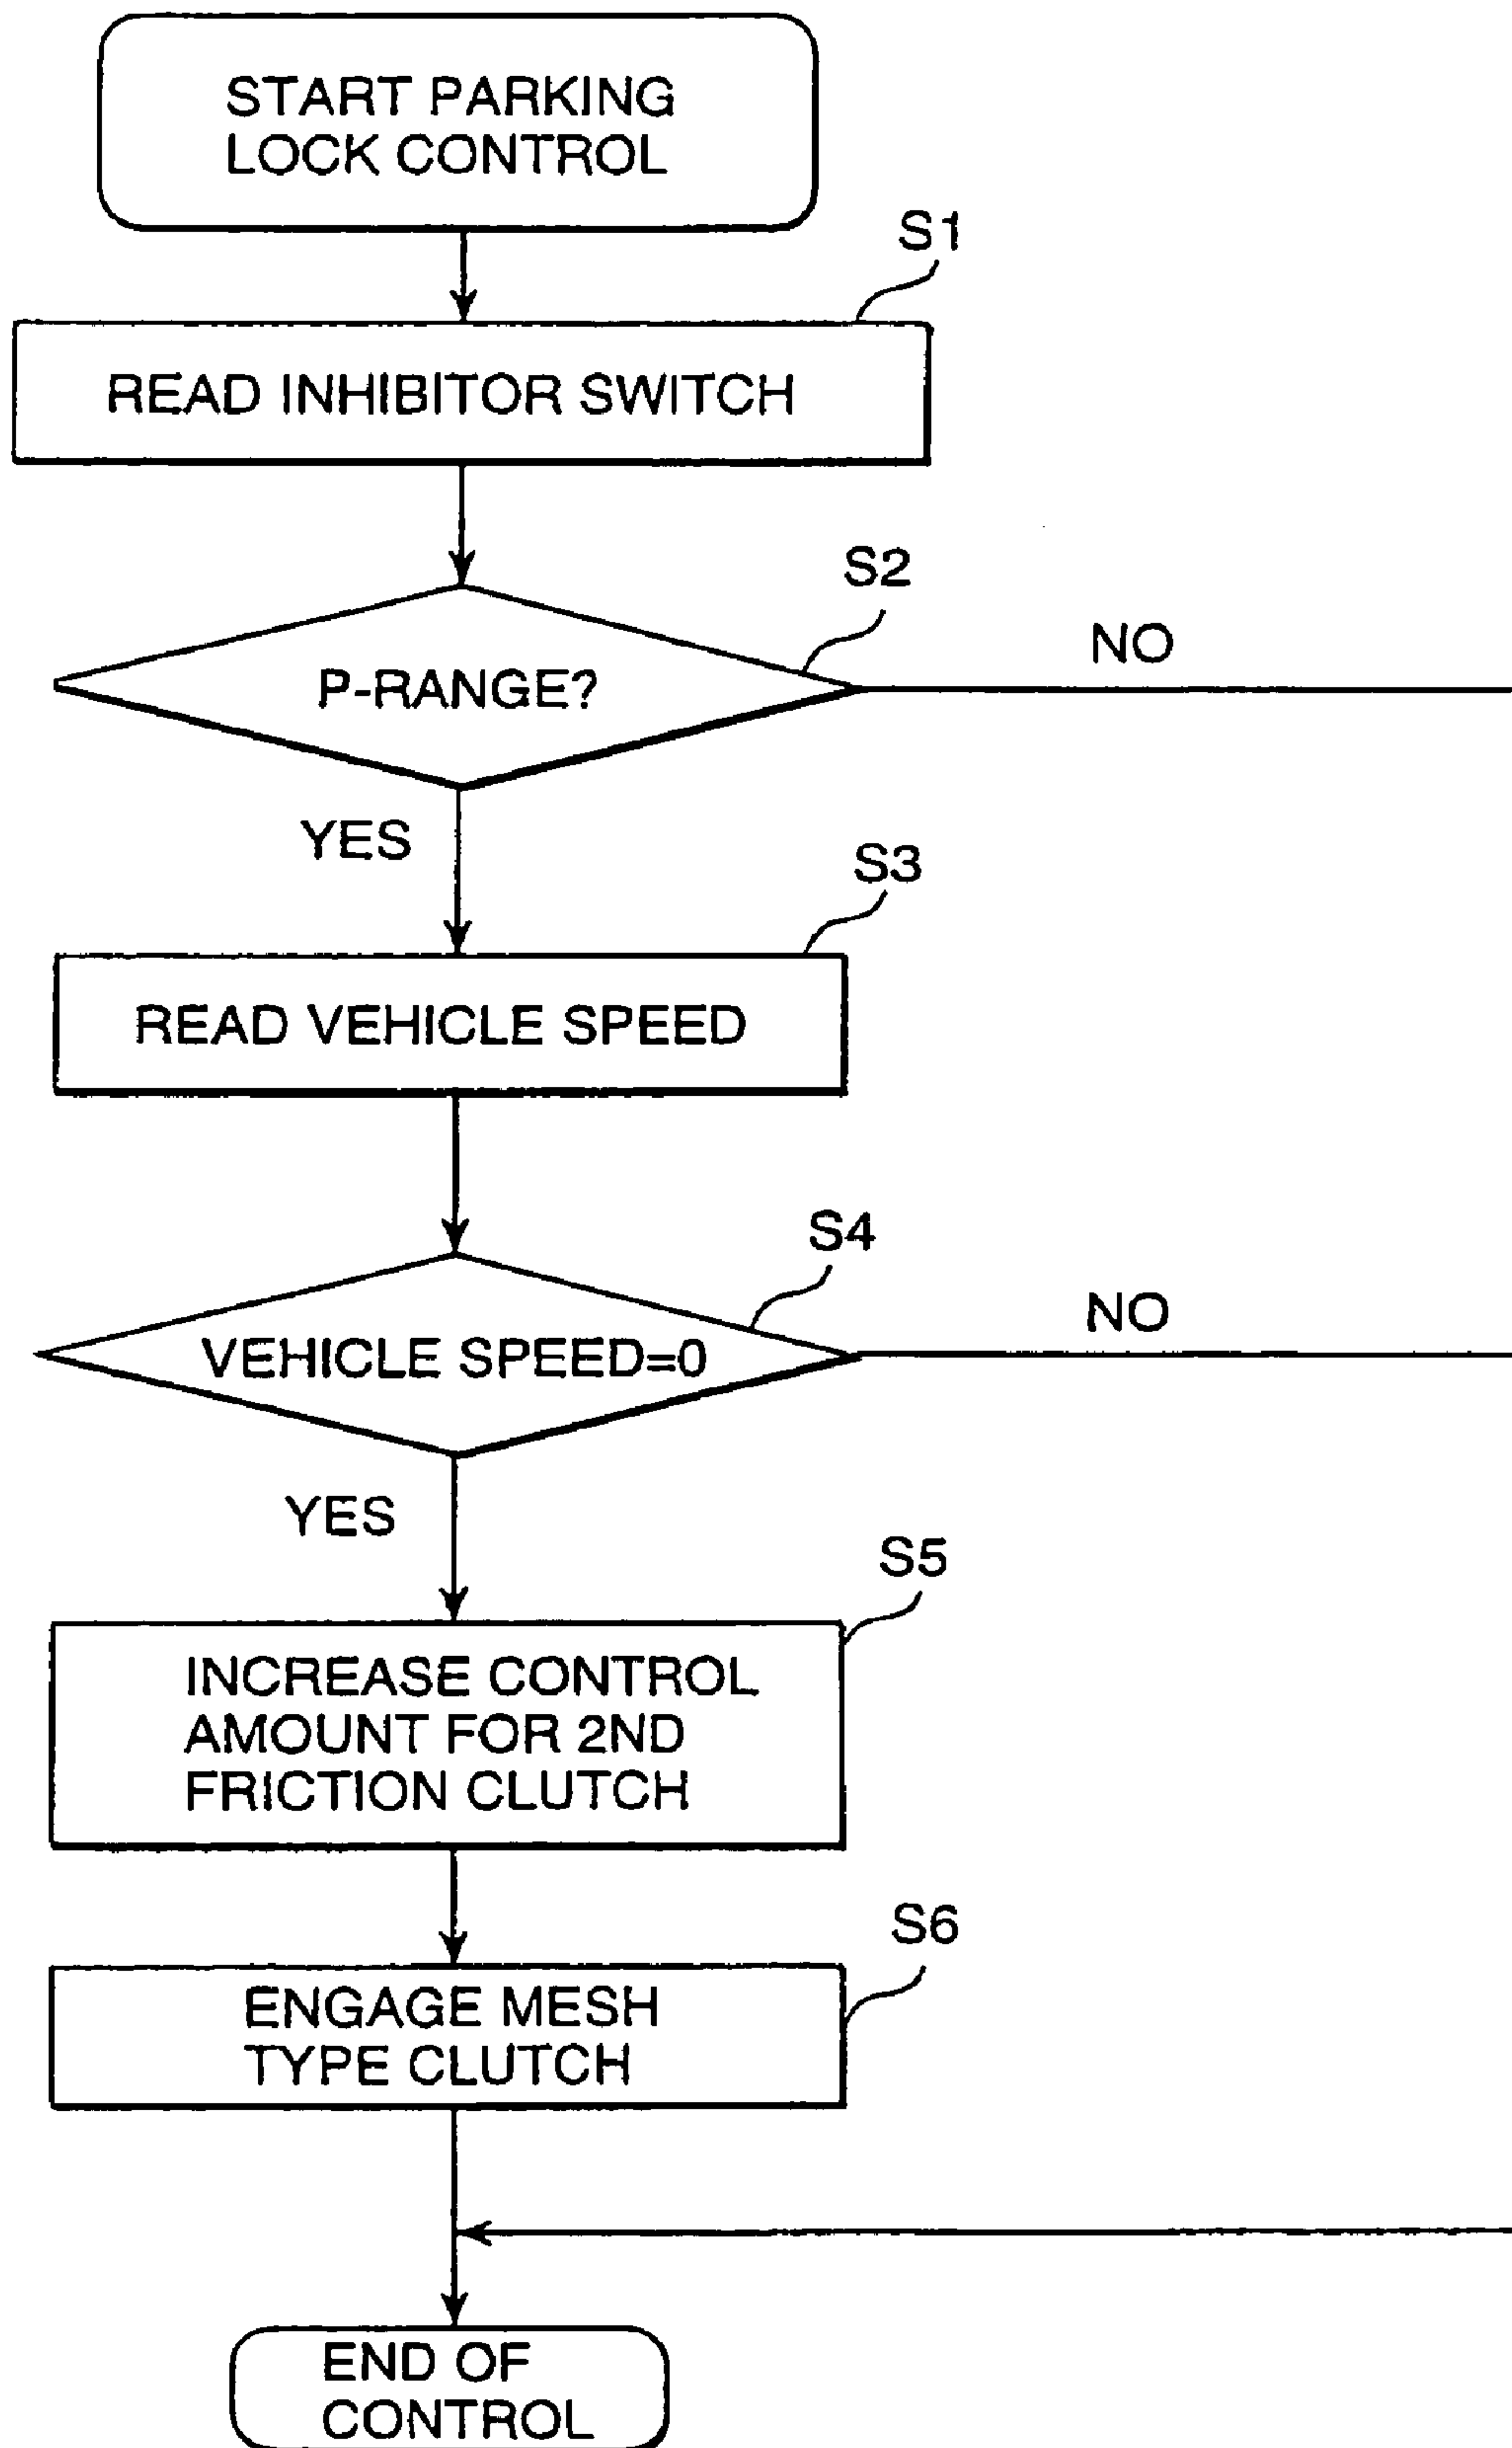 START PARKING
LOCK CONTROL
S1
READ INHIBITOR SWITCH
S2
NO
P-RANGE?
YES
S3
READ VEHICLE SPEED
S4
NO
VEHICLE SPEED=0
YES
S5
INCREASE CONTROL
AMOUNT FOR 2ND
FRICTION CLUTCH
S6
ENGAGE MESH
TYPE CLUTCH
END OF
CONTROL